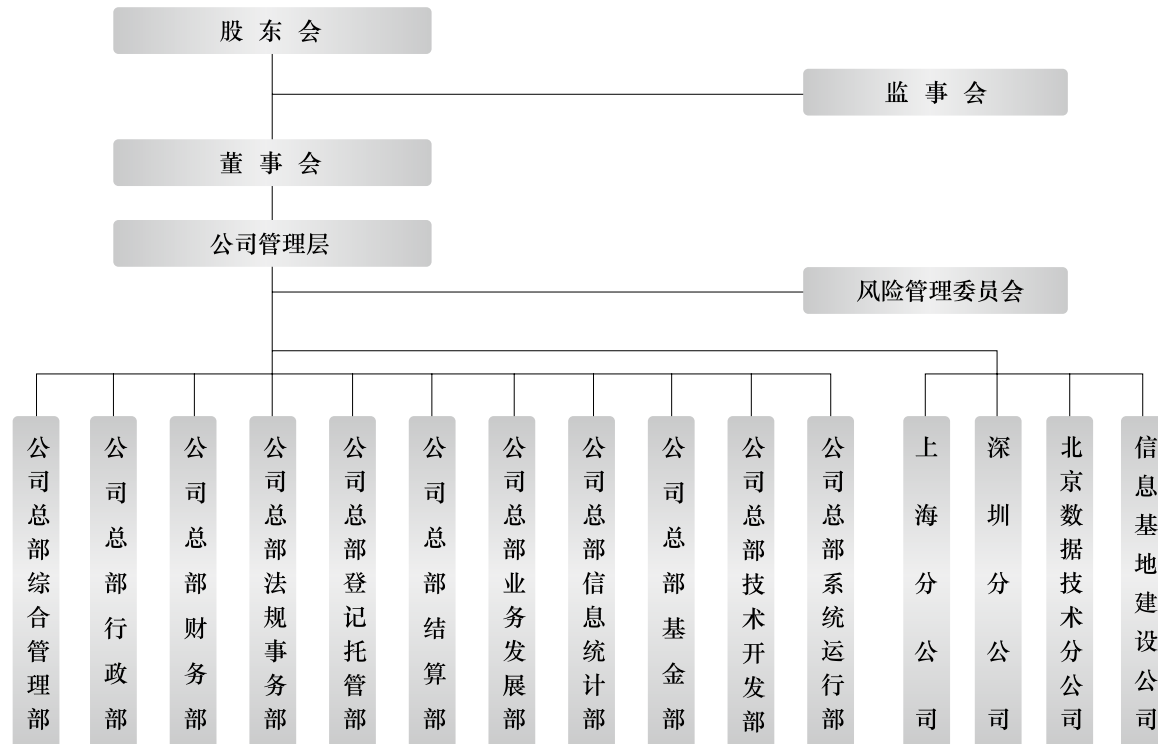 股东会
监事会
董事会
公司管理层
风险管理委员会
公司总部综合管理部
公司总部行政部
公司总部财务部
公司总部法规事务部
公司总部登记托管部
公司总部结算部
公司总部业务发展部
公司总部信息统计部
公司总部基金部
公司总部技术开发部
公司总部系统运行部
上海分公司
深圳分公司
北京数据技术分公司
信息基地建设公司